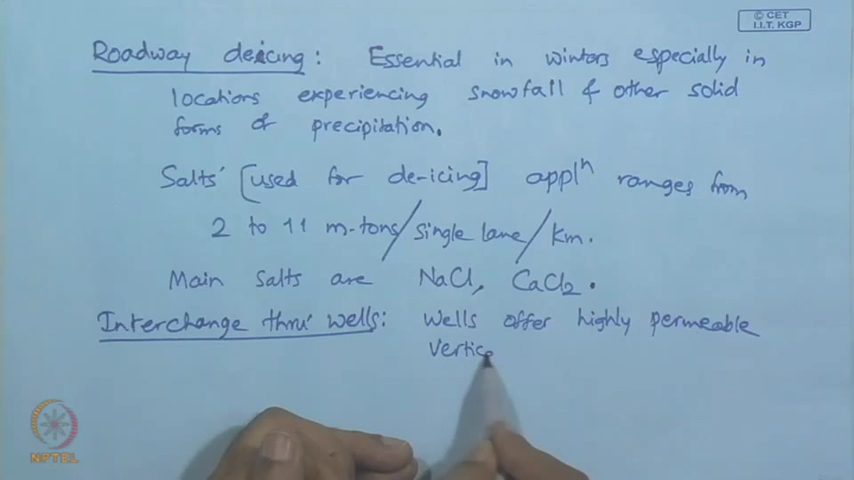 © CET
I.I.T. KGP
Roadway deicing: Essential in winters especially in
locations experiencing snowfall & other solid
forms of precipitation.
Salts' [used for de-icing] applⁿ ranges from
2 to 11 m-tons/single lane/km.
Main salts are NaCl, CaCl₂.
Interchange thru' wells: Wells offer highly permeable
Vertica
NPTEL